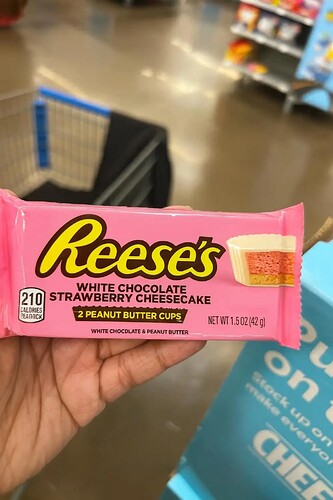 Reese's
WHITE CHOCOLATE
STRAWBERRY CHEESECAKE
2 PEANUT BUTTER CUPS
210
CALORIES
PER PACK
NET WT 1.5 OZ (42 g)
WHITE CHOCOLATE & PEANUT BUTTER
on
Stock up on
make everyo
CHEE